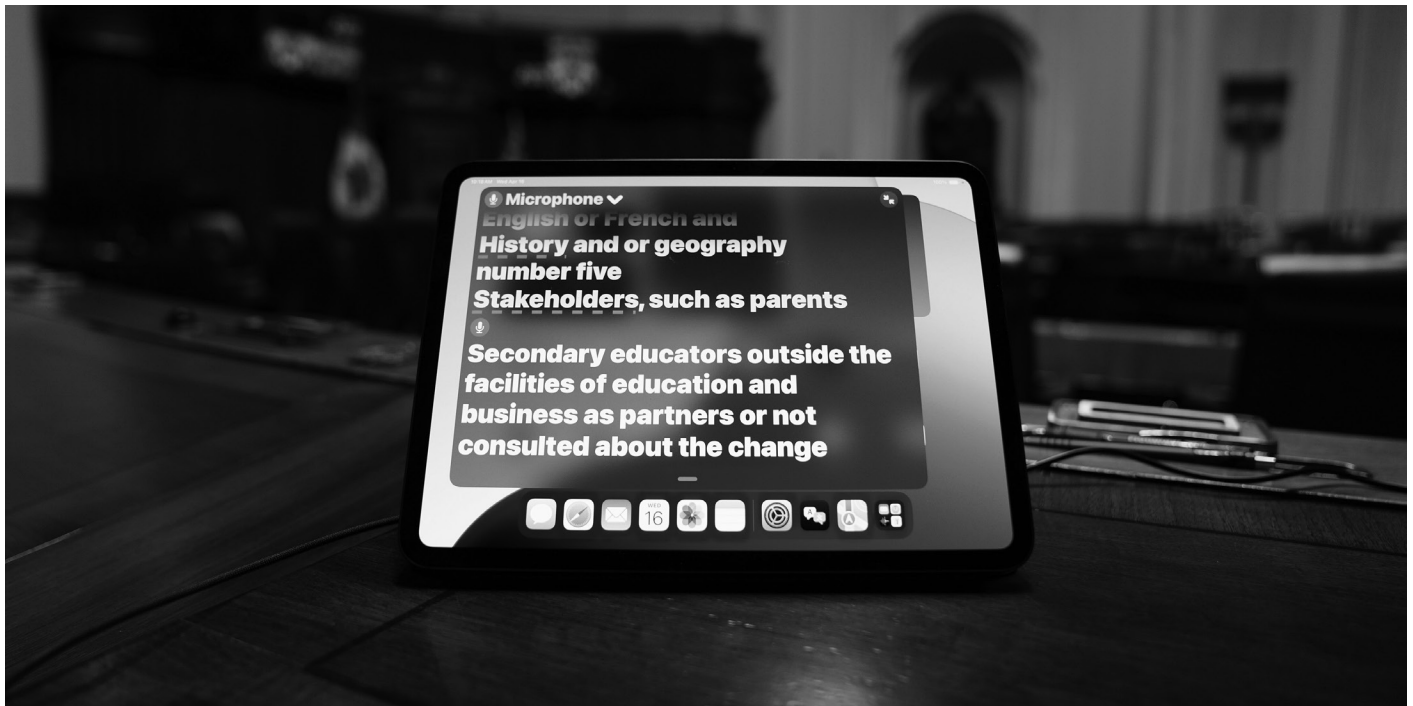 Microphone
English or French and
History and or geography
number five
Stakeholders, such as parents
Secondary educators outside the
facilities of education and
business as partners or not
consulted about the change
WED
16